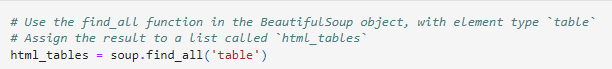 # Use the find_all function in the BeautifulSoup object, with element type `table`
# Assign the result to a list called `html_tables`
html_tables = soup.find_all('table')